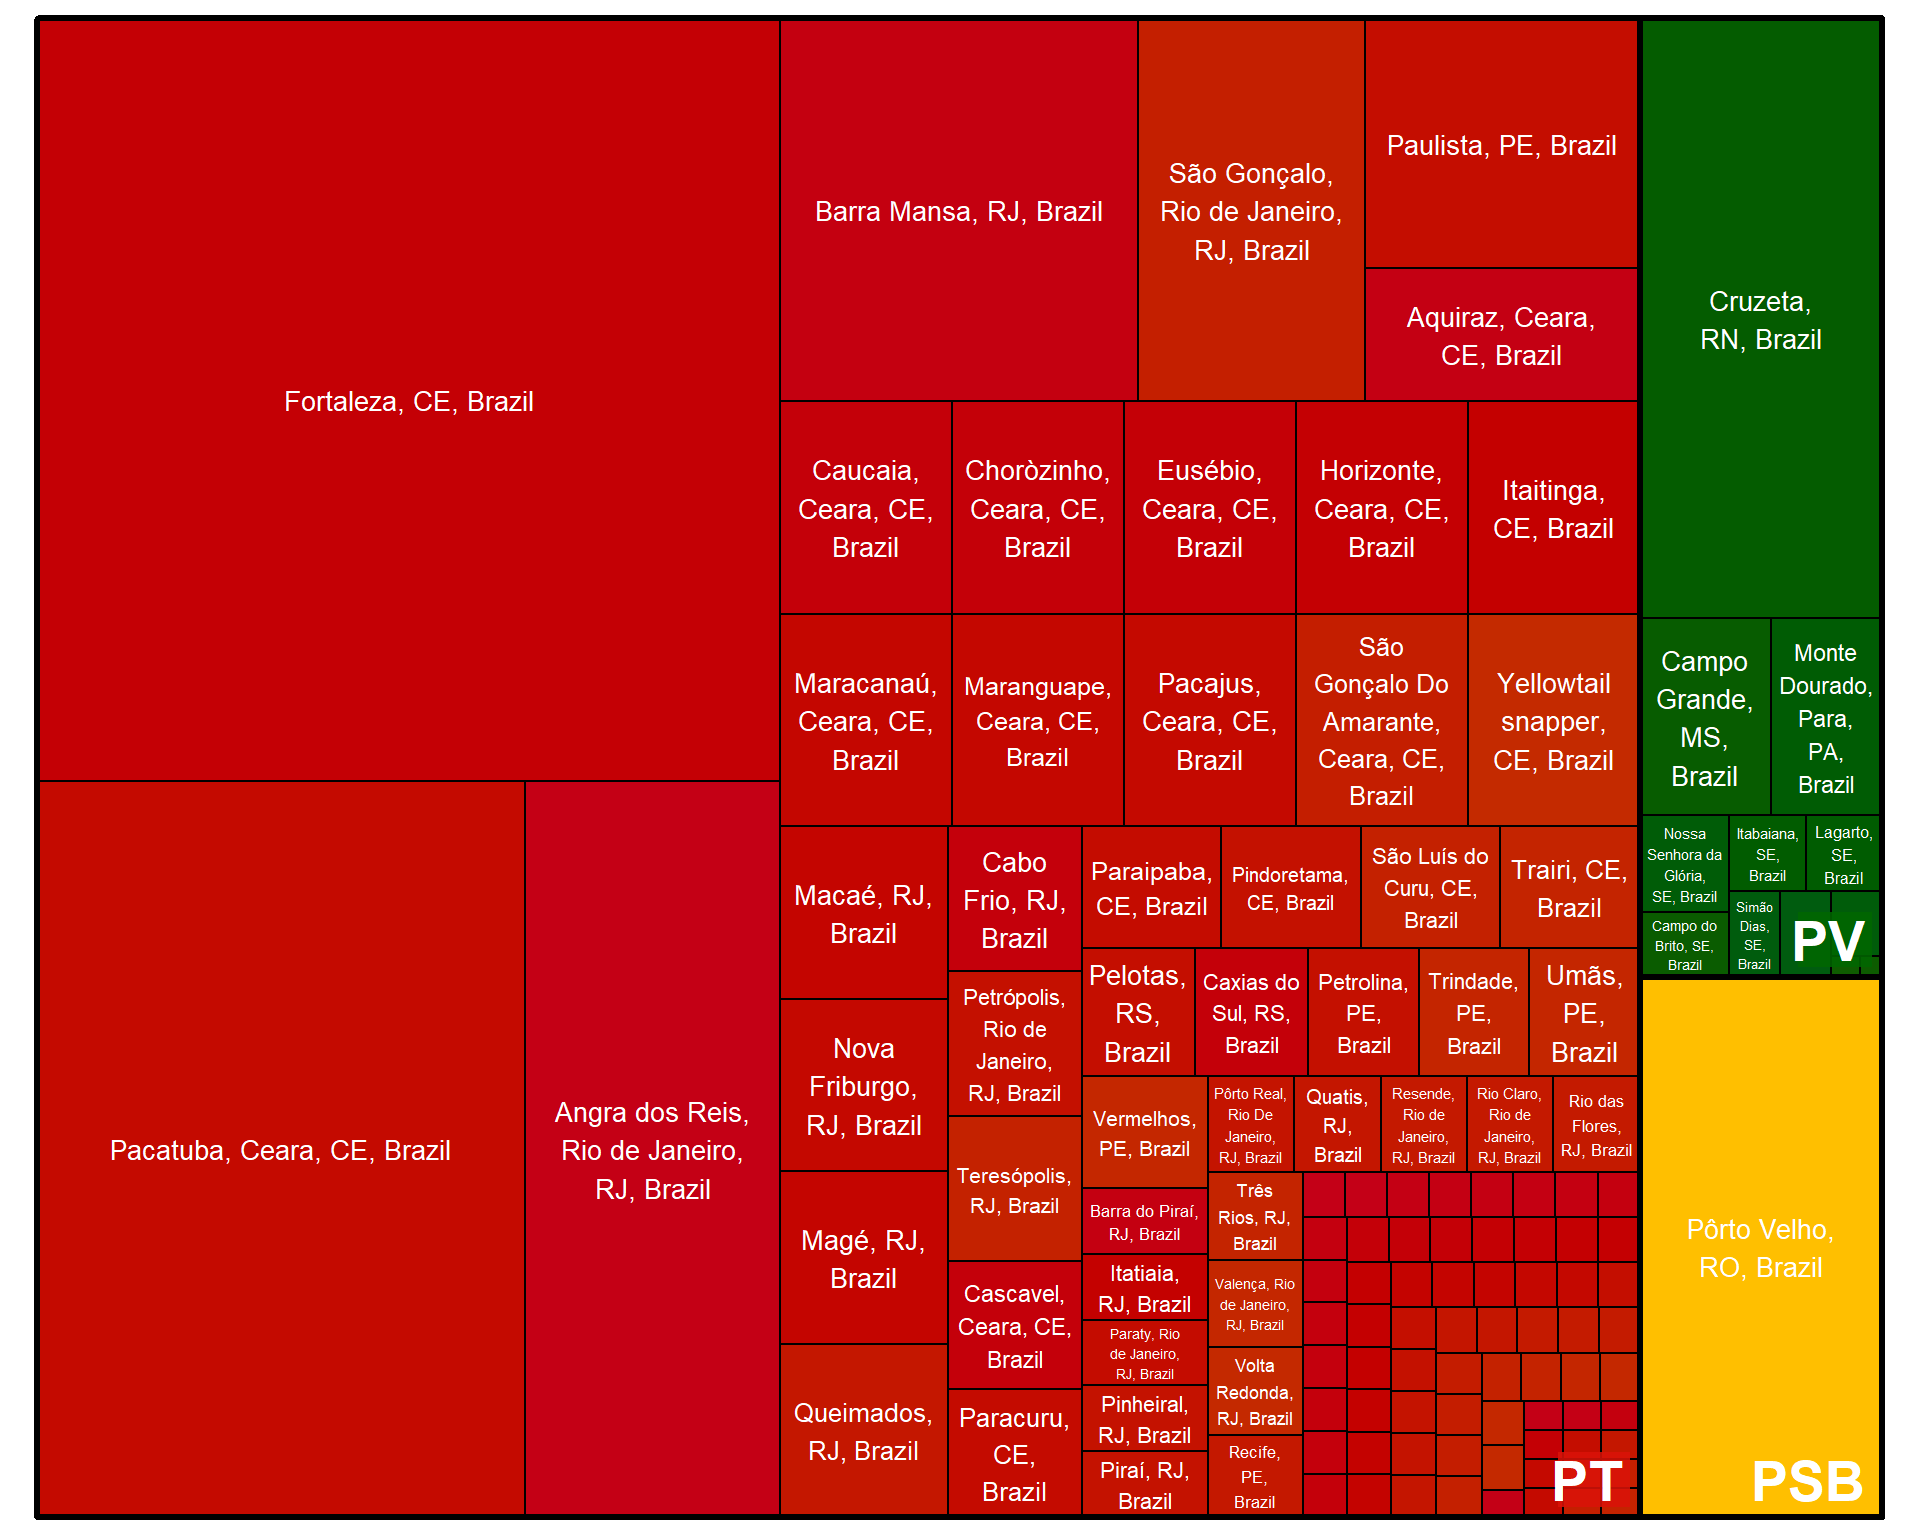 Fortaleza, CE, Brazil
Pacatuba, Ceara, CE, Brazil
Angra dos Reis,
Rio de Janeiro,
RJ, Brazil
Barra Mansa, RJ, Brazil
São Gonçalo,
Rio de Janeiro,
RJ, Brazil
Paulista, PE, Brazil
Aquiraz, Ceara,
CE, Brazil
Caucaia,
Ceara, CE,
Brazil
Choròzinho,
Ceara, CE,
Brazil
Eusébio,
Ceara, CE,
Brazil
Horizonte,
Ceara, CE,
Brazil
Itaitinga,
CE, Brazil
Maracanaú,
Ceara, CE,
Brazil
Maranguape,
Ceara, CE,
Brazil
Pacajus,
Ceara, CE,
Brazil
São
Gonçalo Do
Amarante,
Ceara, CE,
Brazil
Yellowtail
snapper,
CE, Brazil
Macaé, RJ,
Brazil
Nova
Friburgo,
RJ, Brazil
Magé, RJ,
Brazil
Queimados,
RJ, Brazil
Cabo
Frio, RJ,
Brazil
Petrópolis,
Rio de
Janeiro,
RJ, Brazil
Teresópolis,
RJ, Brazil
Cascavel,
Ceara, CE,
Brazil
Paracuru,
CE,
Brazil
Paraipaba,
CE, Brazil
Pindoretama,
CE, Brazil
São Luís do
Curu, CE,
Brazil
Trairi, CE,
Brazil
Pelotas,
RS,
Brazil
Caxias do
Sul, RS,
Brazil
Petrolina,
PE,
Brazil
Trindade,
PE,
Brazil
Umãs,
PE,
Brazil
Vermelhos,
PE, Brazil
Barra do Piraí,
RJ, Brazil
Itatiaia,
RJ, Brazil
Paraty, Rio
de Janeiro,
RJ, Brazil
Pinheiral,
RJ, Brazil
Piraí, RJ,
Brazil
Pôrto Real,
Rio De
Janeiro,
RJ, Brazil
Quatis,
RJ,
Brazil
Resende,
Rio de
Janeiro,
RJ, Brazil
Rio Claro,
Rio de
Janeiro,
RJ, Brazil
Rio das
Flores,
RJ, Brazil
Três
Rios, RJ,
Brazil
Valença, Rio
de Janeiro,
RJ, Brazil
Volta
Redonda,
RJ, Brazil
Recife,
PE,
Brazil
PT
Cruzeta,
RN, Brazil
Campo
Grande,
MS,
Brazil
Monte
Dourado,
Para,
PA,
Brazil
Nossa
Senhora da
Glória,
SE, Brazil
Itabaiana,
SE,
Brazil
Lagarto,
SE,
Brazil
Campo do
Brito, SE,
Brazil
Simão
Dias,
SE,
Brazil
PV
Pôrto Velho,
RO, Brazil
PSB